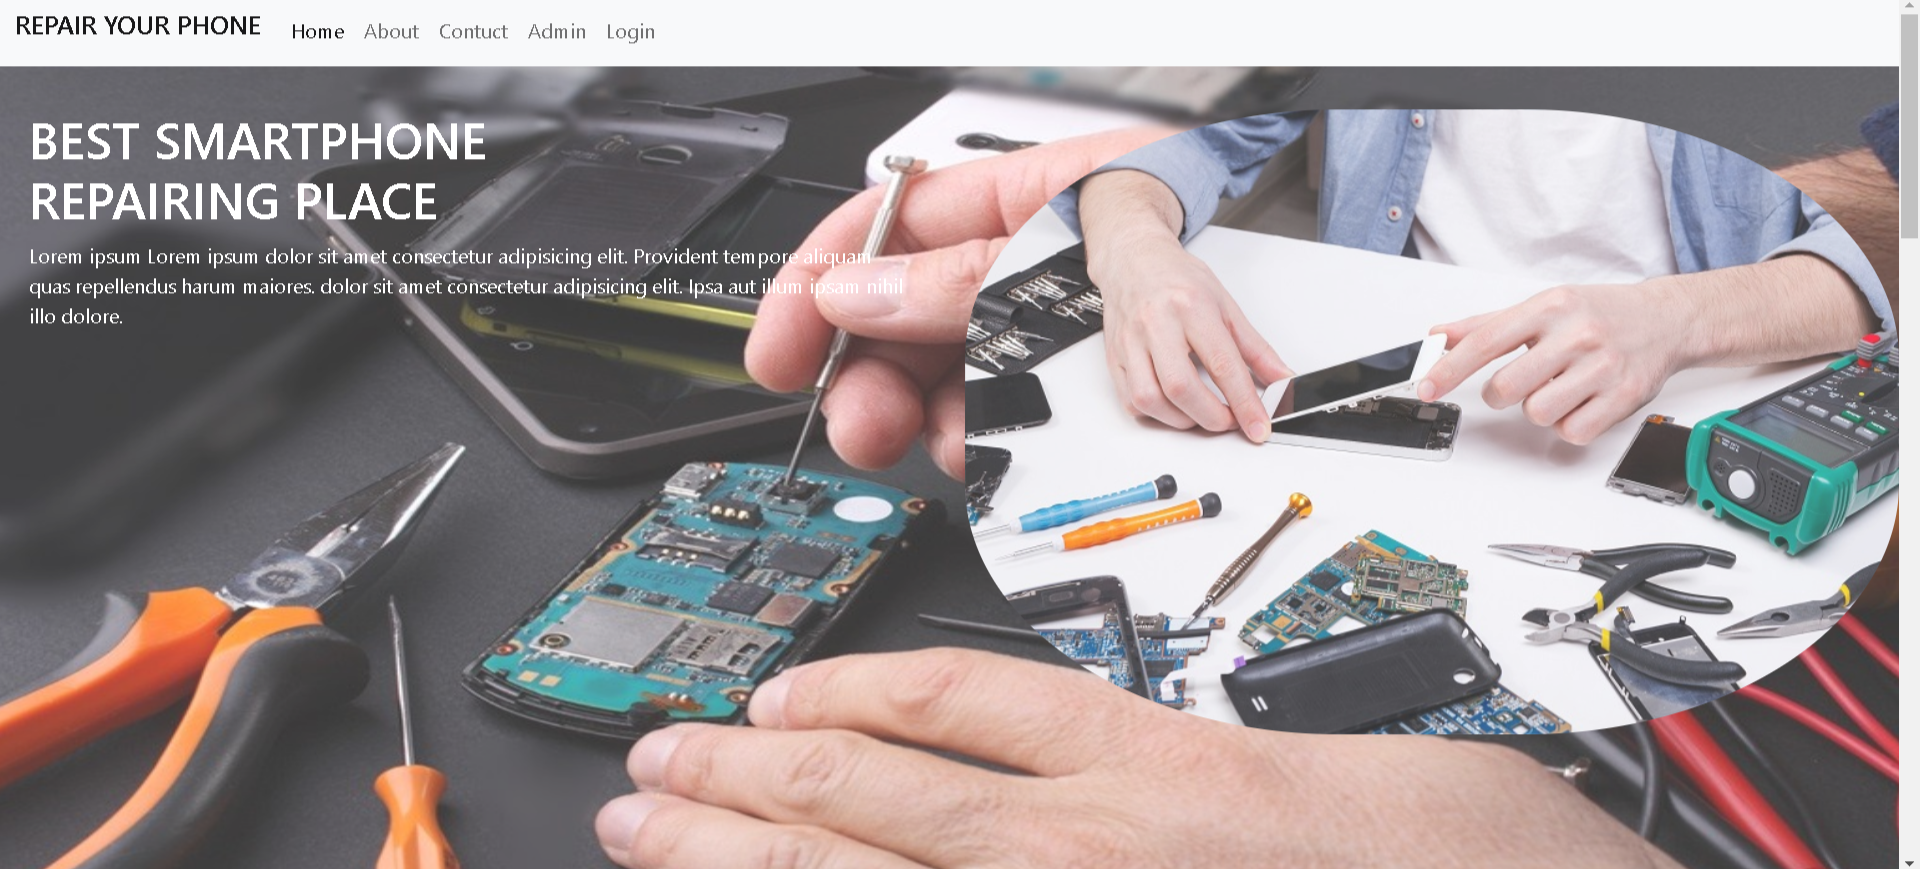 REPAIR YOUR PHONE Home About Contuct Admin Login
BEST SMARTPHONE
REPAIRING PLACE
Lorem ipsum Lorem ipsum dolor sit amet consectetur adipisicing elit. Provident tempore aliquam
quas repellendus harum maiores. dolor sit amet consectetur adipisicing elit. Ipsa aut illum ipsam nihil
illo dolore.